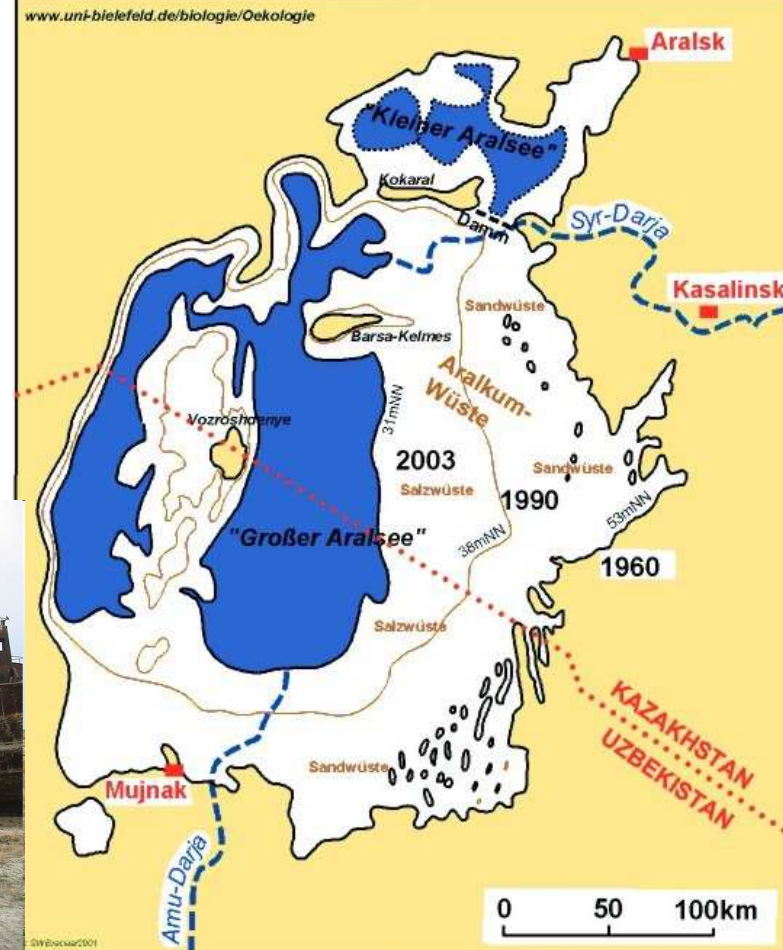 www.uni-bielefeld.de/biologie/Oekologie
Aralsk
"Kleiner Aralsee"
Kokaral
Damm
Syr-Darja
Kasalinsk
Sandwüste
Barsa-Kelmes
Aralkum-
Wüste
31mNN
Vozroshdenye
2003
Sandwüste
Salzwüste
1990
53mNN
"Großer Aralsee"
38mNN
1960
Salzwüste
KAZAKHSTAN
UZBEKISTAN
Sandwüste
Mujnak
Amu-Darja
0 50 100km